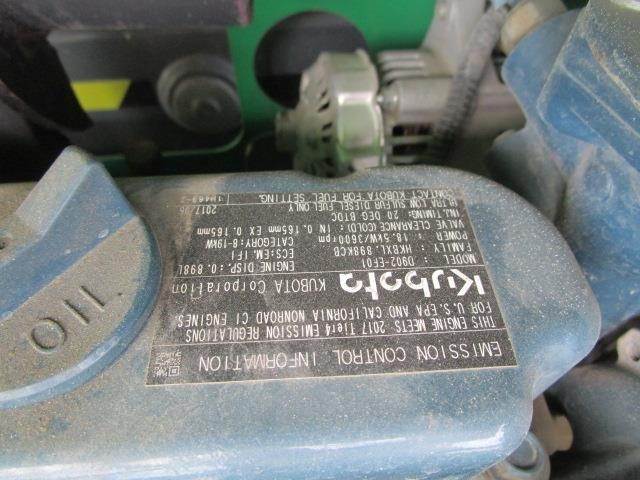 EMISSION CONTROL INFORMATION
THIS ENGINE MEETS 2017 Tier4 EMISSION REGULATIONS
FOR U.S. EPA AND CALIFORNIA NONROAD CI ENGINES.
Kubota KUBOTA Corporation
MODEL: D902-EF01 ENGINE DISP.:0.898L
FAMILY: HKBXL.898KCB ECS:EM, IFI
POWER: 18.5kW/3600rpm CATEGORY:8-19kW
VALVE CLEARANCE(COLD): IN 0.165mm EX 0.165mm
INJ.TIMING: 20 DEG BTDC
ULTRA LOW SULFUR DIESEL FUEL ONLY
CONTACT KUBOTA FOR FUEL SETTING.
OIL